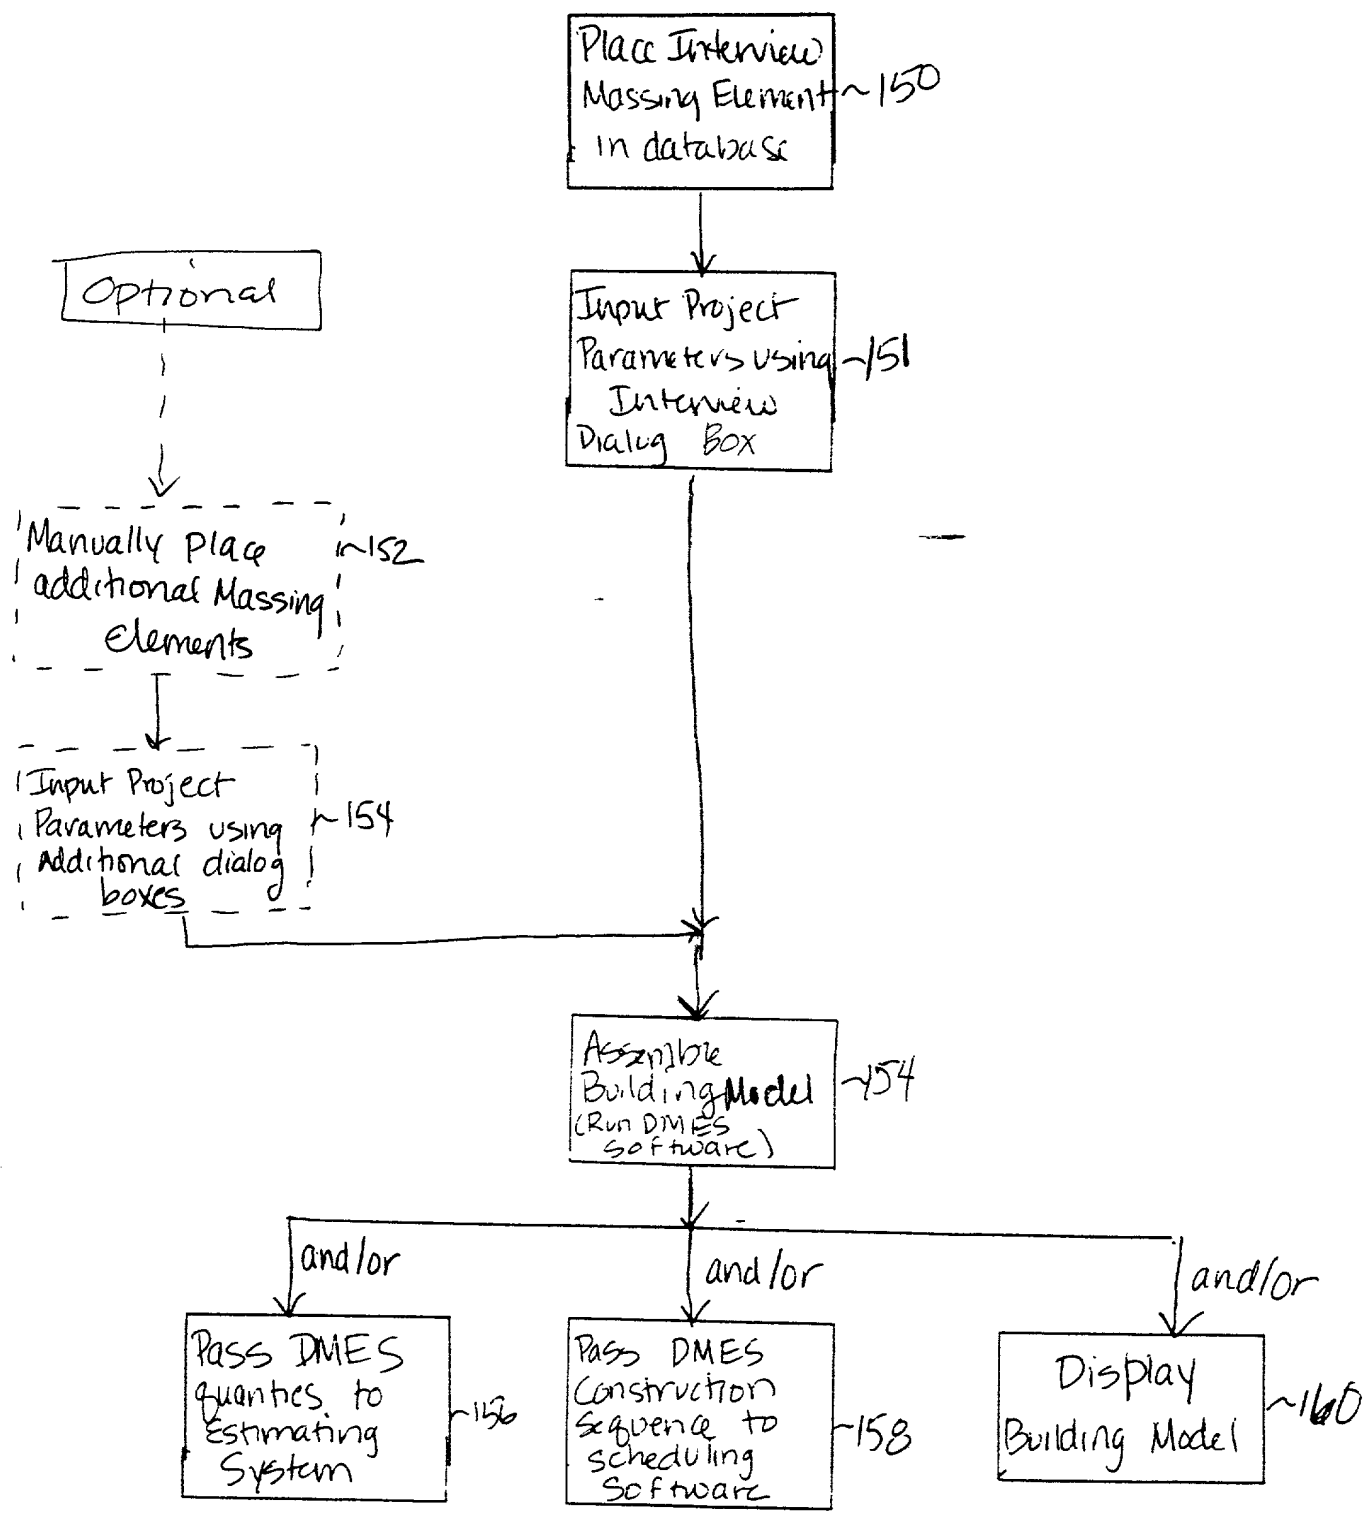 Place Interview
Massing Element ~150
in database
Optional
Input Project
Parameters using ~151
Interview
Dialog Box
Manually Place ~152
additional Massing
Elements
Input Project
Parameters using ~154
Additional dialog
boxes
Assemble
Building Model ~154
(Run DMES
Software)
and/or
and/or
and/or
Pass DMES
quanties to
Estimating ~156
System
Pass DMES
Construction
Sequence to ~158
scheduling
Software
Display ~160
Building Model